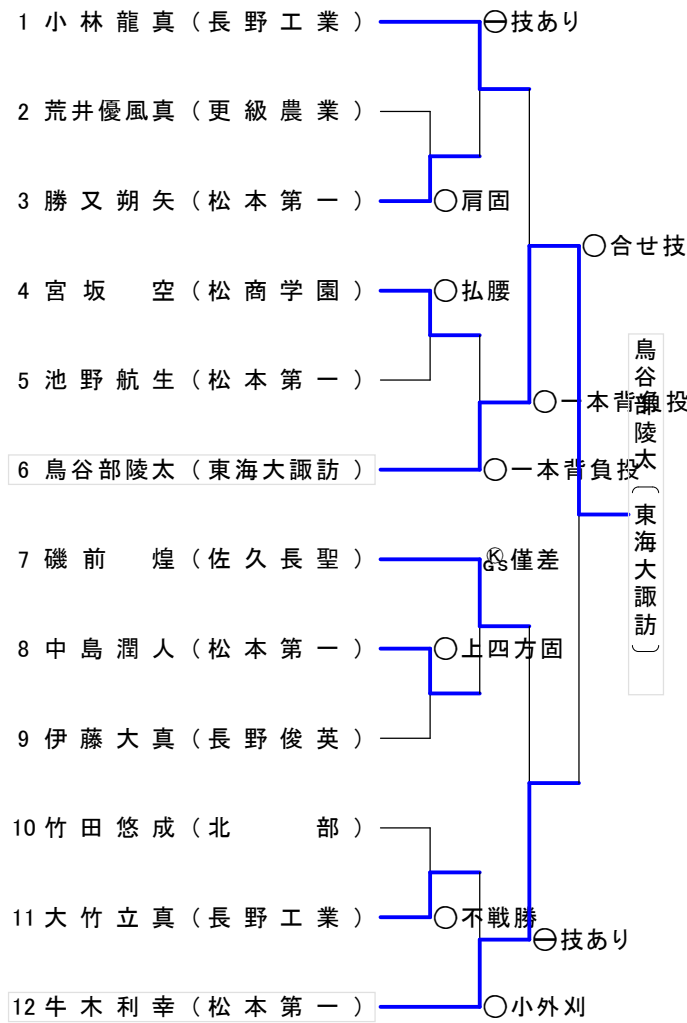 1 小林龍真（長野工業） ㊀技あり
2 荒井優風真（更級農業）
3 勝又朔矢（松本第一） ○肩固
○合せ技
4 宮坂　空（松商学園） ○払腰
5 池野航生（松本第一）
○一本背負投
6 鳥谷部陵太（東海大諏訪） ○一本背負投
鳥谷部陵太（東海大諏訪）
7 磯前　煌（佐久長聖） ⓀGS僅差
8 中島潤人（松本第一） ○上四方固
9 伊藤大真（長野俊英）
10 竹田悠成（北　部）
11 大竹立真（長野工業） ○不戦勝
㊀技あり
12 牛木利幸（松本第一） ○小外刈